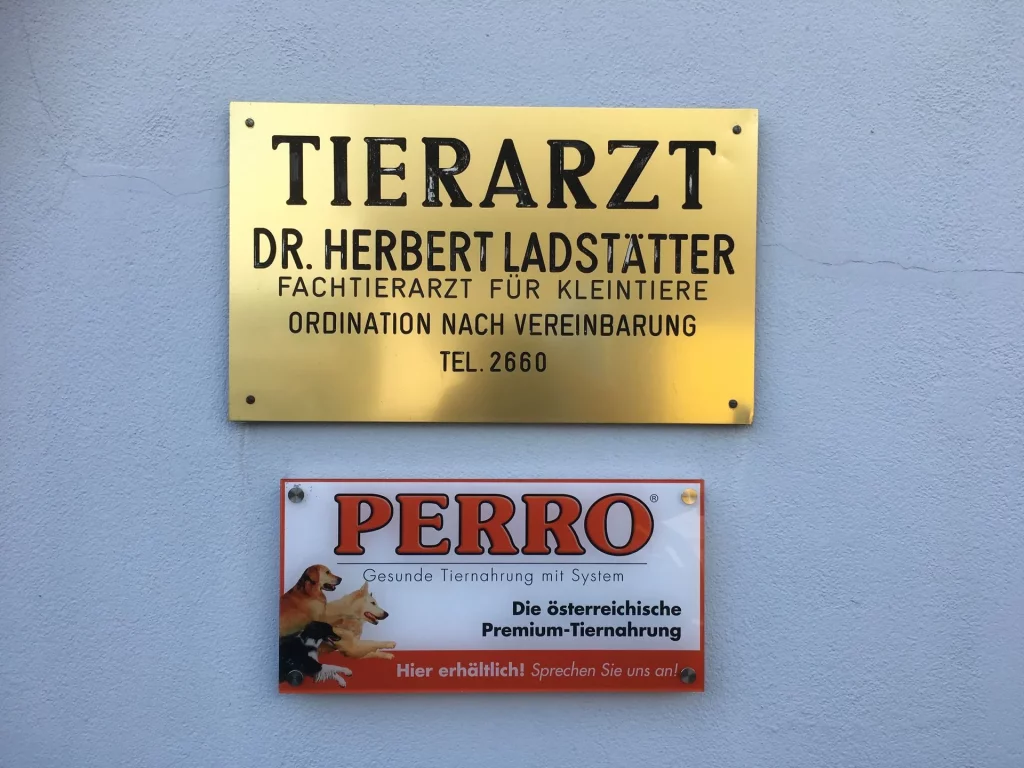 TIERARZT
DR. HERBERT LADSTÄTTER
FACHTIERARZT FÜR KLEINTIERE
ORDINATION NACH VEREINBARUNG
TEL. 2660
PERRO®
Gesunde Tiernahrung mit System
Die österreichische
Premium-Tiernahrung
Hier erhältlich! Sprechen Sie uns an!